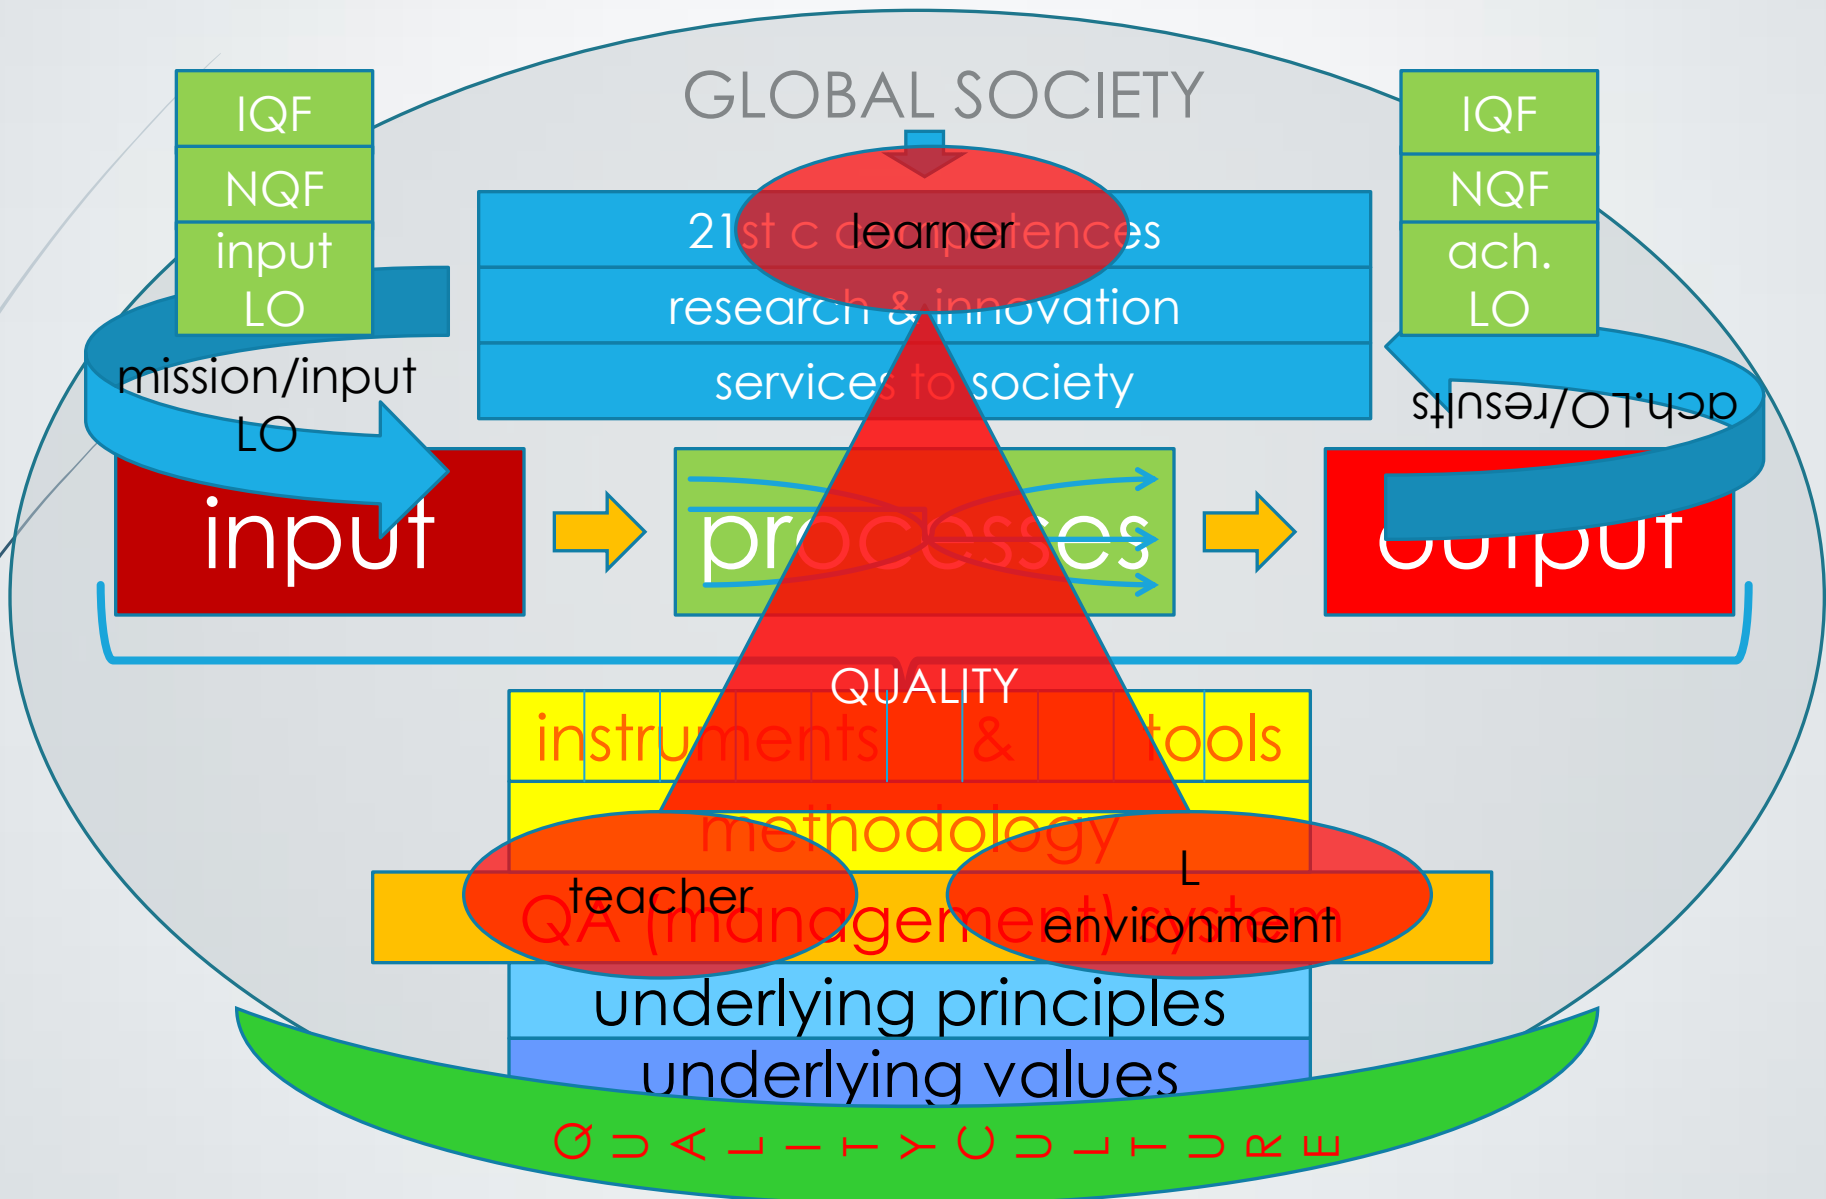 GLOBAL SOCIETY
IQF
NQF
input
LO
IQF
NQF
ach.
LO
21st c competences
learner
research & innovation
services to society
mission/input
LO
ach.LO/results
input
processes
output
QUALITY
instruments & tools
methodology
teacher
L
environment
QA (management) system
underlying principles
underlying values
QUALITY CULTURE